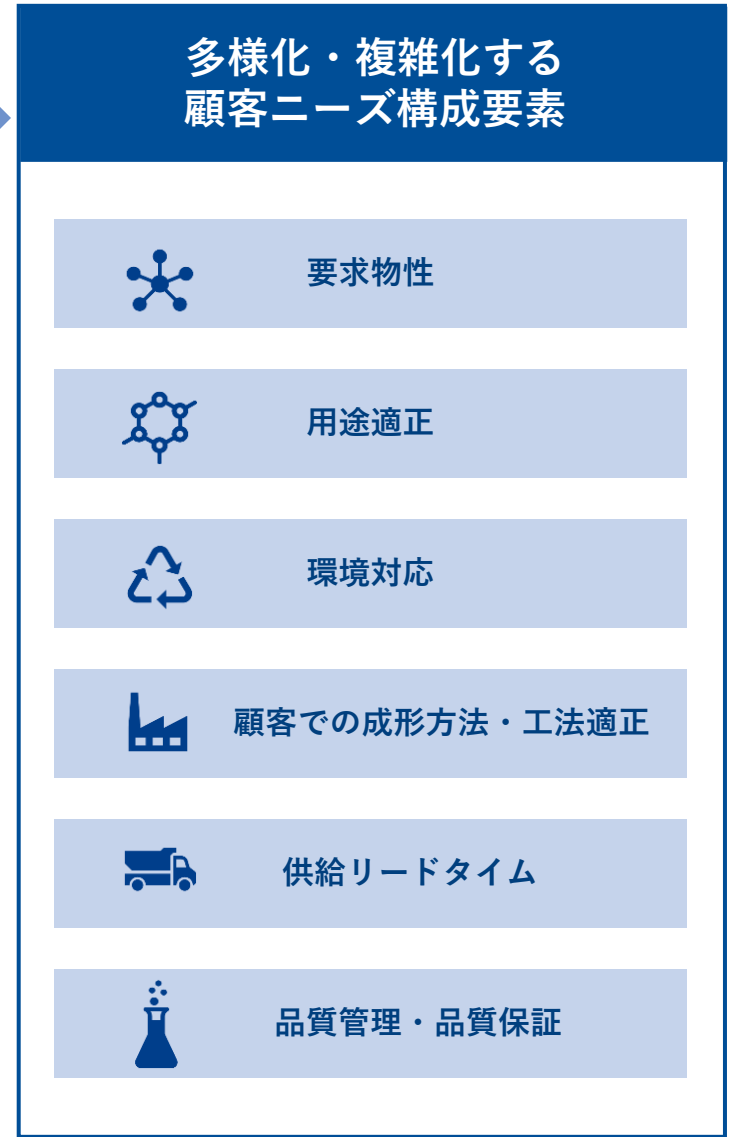 多様化・複雑化する
顧客ニーズ構成要素
要求物性
用途適正
環境対応
顧客での成形方法・工法適正
供給リードタイム
品質管理・品質保証